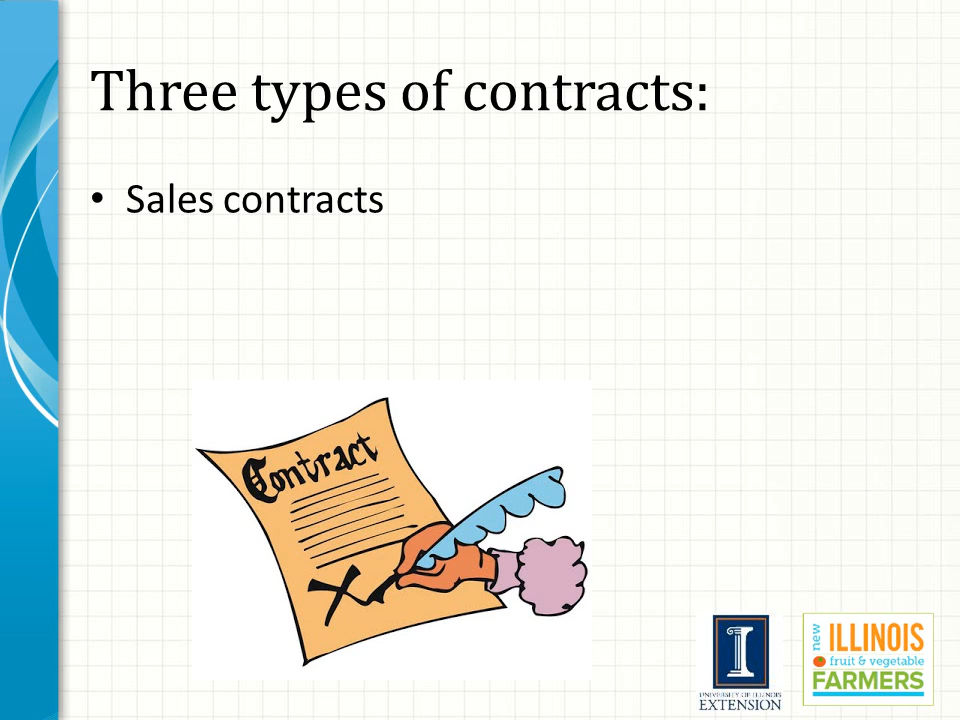 Three types of contracts:
• Sales contracts
Contract
I
UNIVERSITY OF ILLINOIS
EXTENSION
new
ILLINOIS
fruit & vegetable
FARMERS